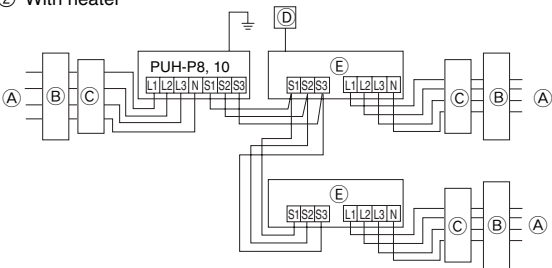 ② With heater
Ⓓ
PUH-P8, 10
Ⓔ
L1 L2 L3 N S1 S2 S3
S1 S2 S3
L1 L2 L3 N
Ⓐ Ⓑ Ⓒ
Ⓒ Ⓑ Ⓐ
Ⓔ
S1 S2 S3
L1 L2 L3 N
Ⓒ Ⓑ Ⓐ